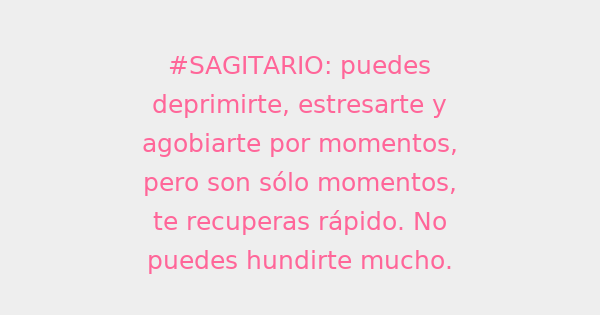 #SAGITARIO: puedes
deprimirte, estresarte y
agobiarte por momentos,
pero son sólo momentos,
te recuperas rápido. No
puedes hundirte mucho.